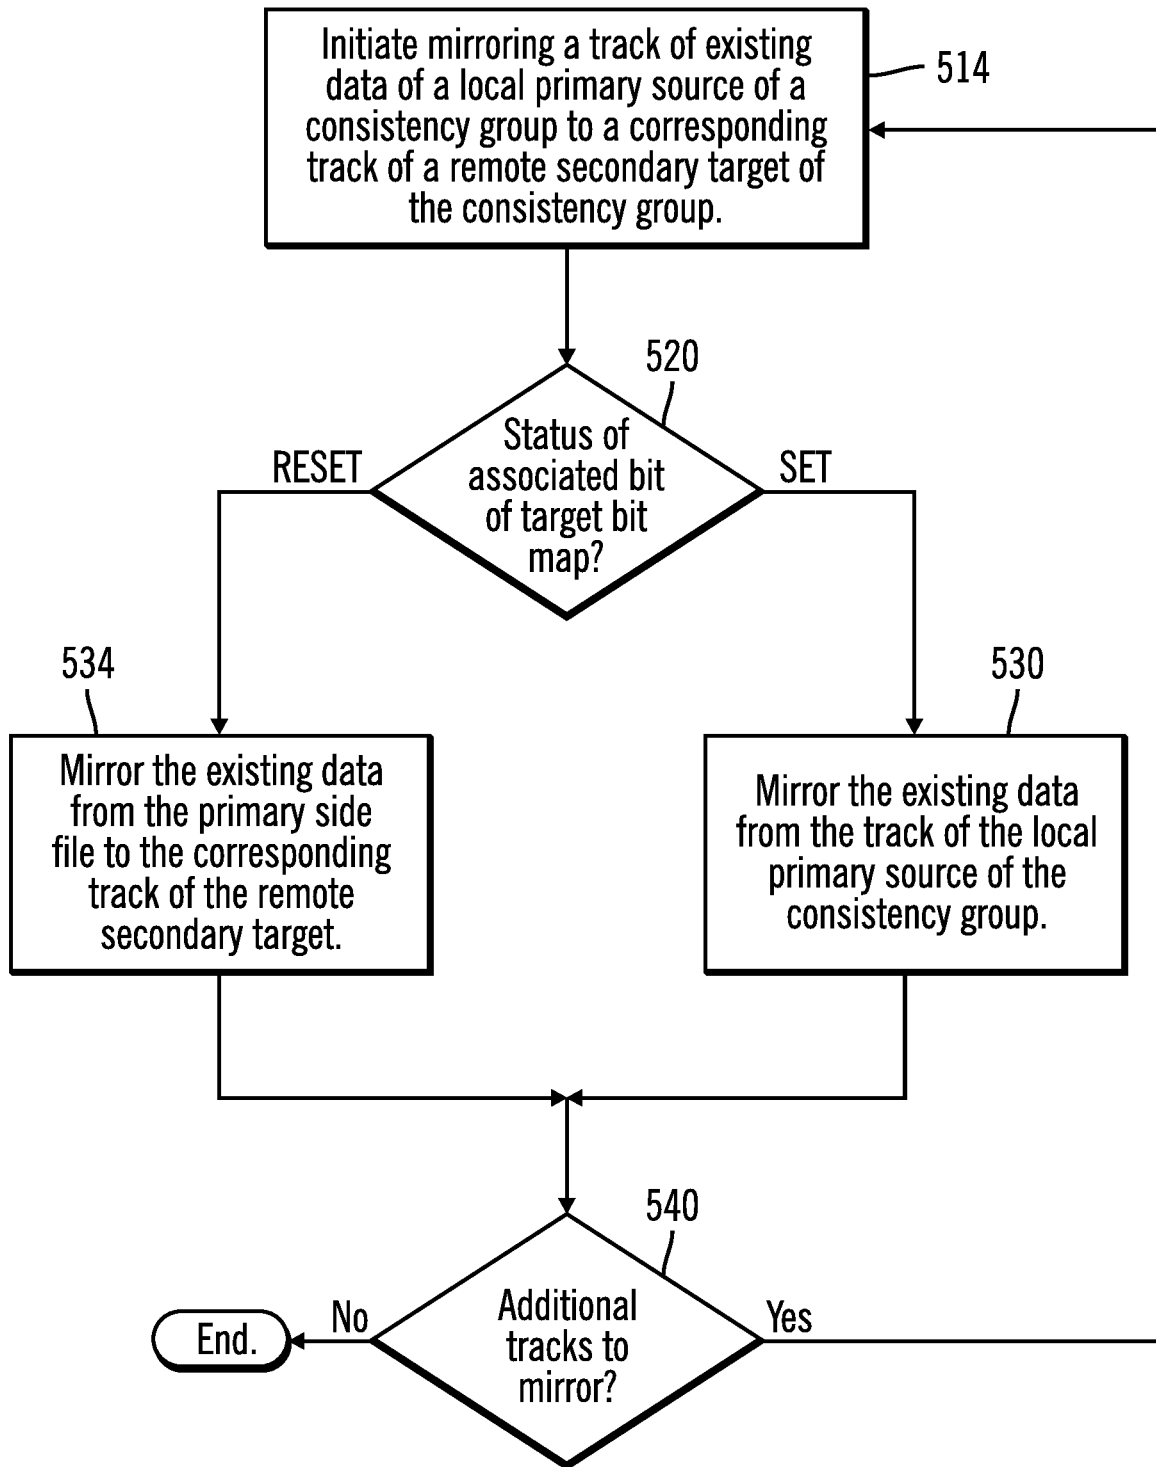 Initiate mirroring a track of existing
data of a local primary source of a
consistency group to a corresponding
track of a remote secondary target of
the consistency group.
514
520
Status of
associated bit
of target bit
map?
RESET
SET
534
530
Mirror the existing data
from the primary side
file to the corresponding
track of the remote
secondary target.
Mirror the existing data
from the track of the local
primary source of the
consistency group.
540
Additional
tracks to
mirror?
No
Yes
End.